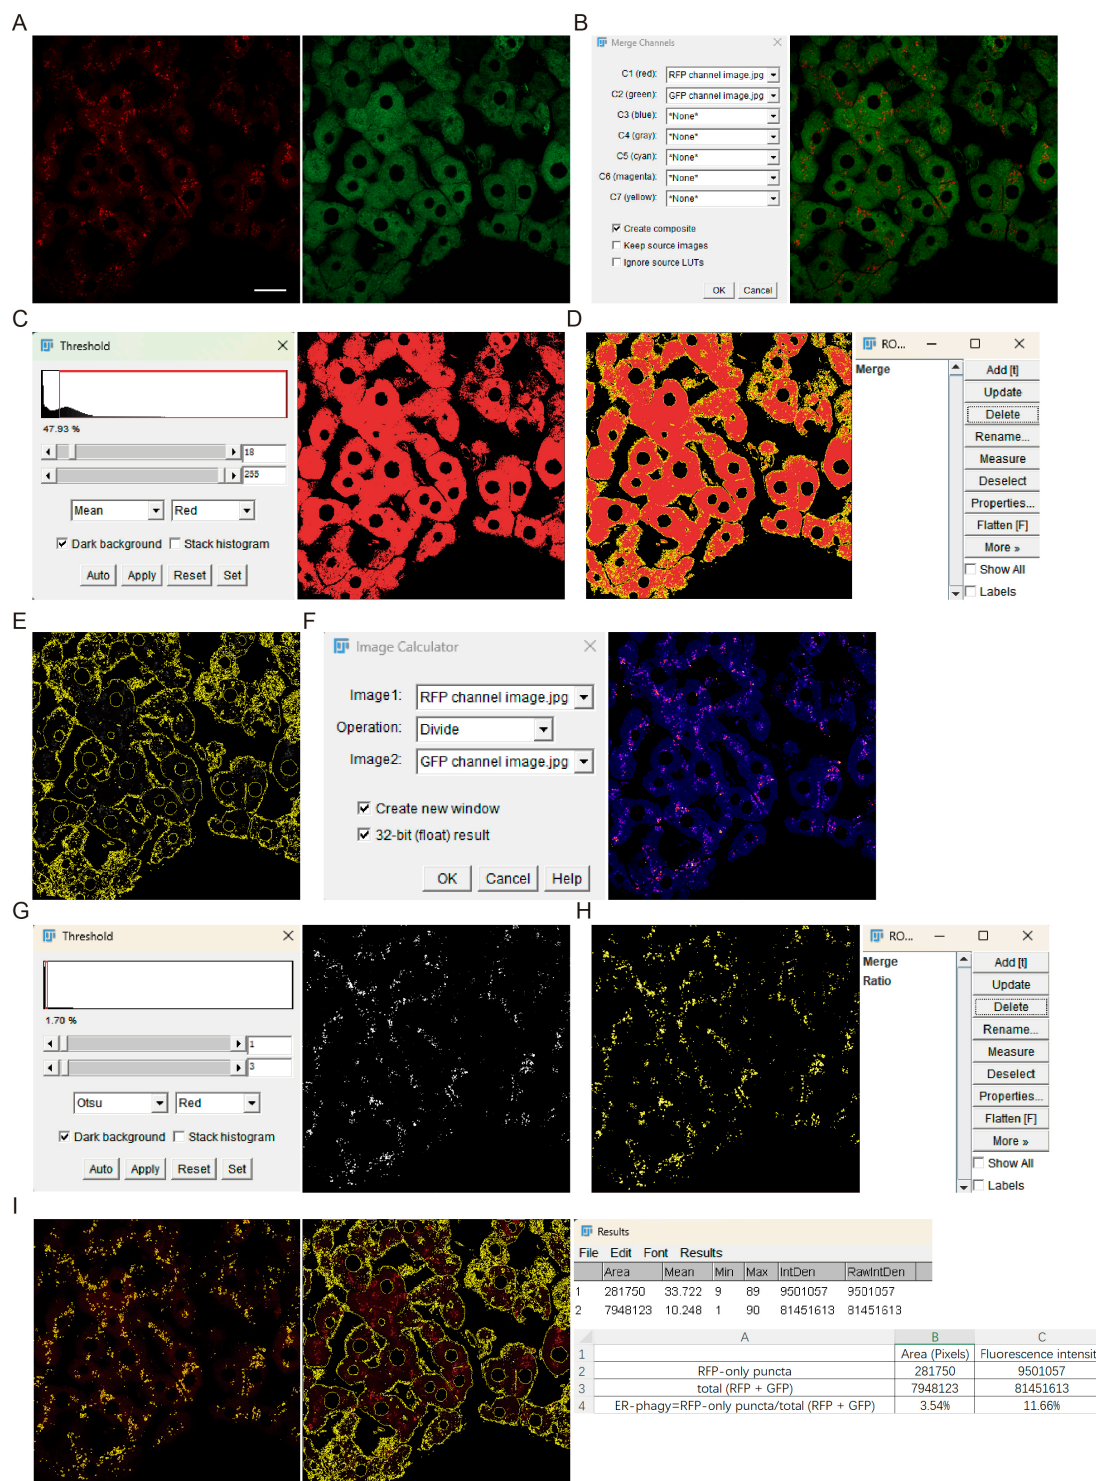 A
B
Merge Channels
C1 (red): RFP channel image.jpg
C2 (green): GFP channel image.jpg
C3 (blue): *None*
C4 (gray): *None*
C5 (cyan): *None*
C6 (magenta): *None*
C7 (yellow): *None*
Create composite
Keep source images
Ignore source LUTs
OK Cancel
C
Threshold
47.93 %
18
255
Mean Red
Dark background Stack histogram
Auto Apply Reset Set
D
RO...
Merge
Add [t]
Update
Delete
Rename...
Measure
Deselect
Properties...
Flatten [F]
More »
Show All
Labels
E
F
Image Calculator
Image1: RFP channel image.jpg
Operation: Divide
Image2: GFP channel image.jpg
Create new window
32-bit (float) result
OK Cancel Help
G
Threshold
1.70 %
1
3
Otsu Red
Dark background Stack histogram
Auto Apply Reset Set
H
RO...
Merge
Ratio
Add [t]
Update
Delete
Rename...
Measure
Deselect
Properties...
Flatten [F]
More »
Show All
Labels
I
Results
File Edit Font Results
Area Mean Min Max IntDen RawIntDen
1 281750 33.722 9 89 9501057 9501057
2 7948123 10.248 1 90 81451613 81451613
A B C
1 Area (Pixels) Fluorescence intensit
2 RFP-only puncta 281750 9501057
3 total (RFP + GFP) 7948123 81451613
4 ER-phagy=RFP-only puncta/total (RFP + GFP) 3.54% 11.66%